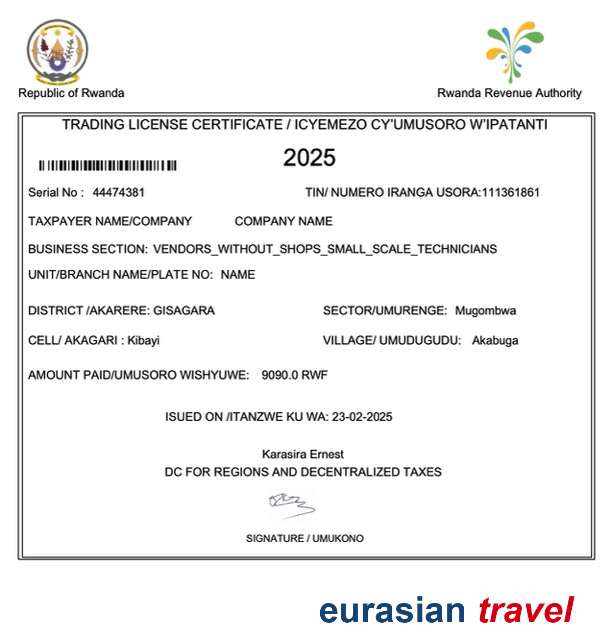 Republic of Rwanda
Rwanda Revenue Authority
TRADING LICENSE CERTIFICATE / ICYEMEZO CY'UMUSORO W'IPATANTI
2025
Serial No : 44474381
TIN/ NUMERO IRANGA USORA:111361861
TAXPAYER NAME/COMPANY COMPANY NAME
BUSINESS SECTION: VENDORS_WITHOUT_SHOPS_SMALL_SCALE_TECHNICIANS
UNIT/BRANCH NAME/PLATE NO: NAME
DISTRICT /AKARERE: GISAGARA
SECTOR/UMURENGE: Mugombwa
CELL/ AKAGARI : Kibayi
VILLAGE/ UMUDUGUDU: Akabuga
AMOUNT PAID/UMUSORO WISHYUWE: 9090.0 RWF
ISUED ON /ITANZWE KU WA: 23-02-2025
Karasira Ernest
DC FOR REGIONS AND DECENTRALIZED TAXES
SIGNATURE / UMUKONO
eurasian travel